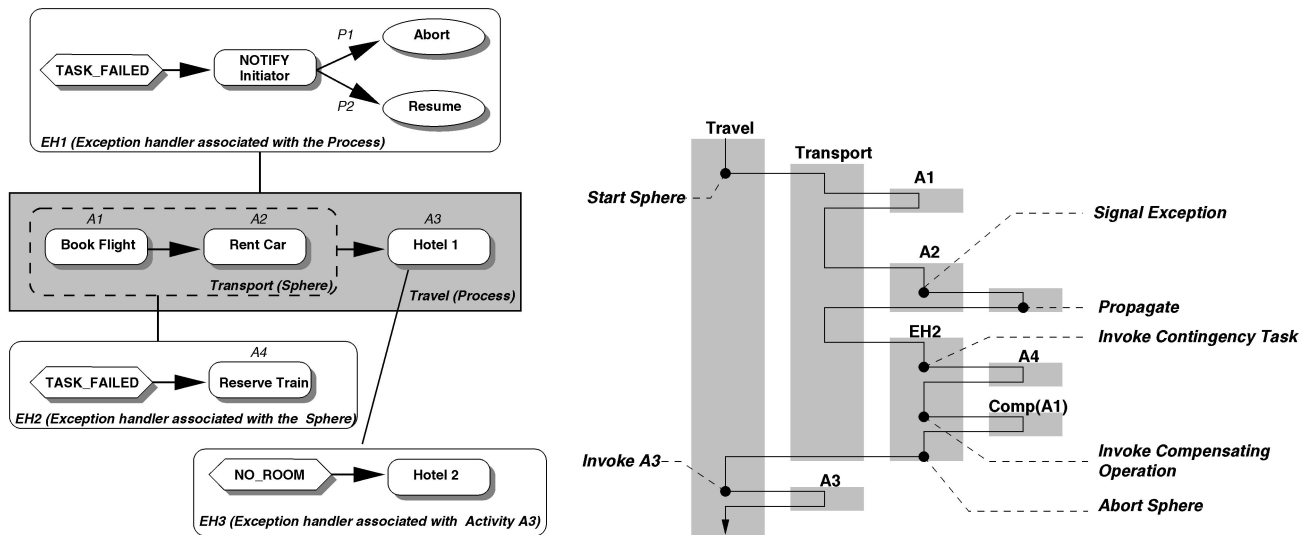 TASK_FAILED
NOTIFY
Initiator
P1
Abort
P2
Resume
EH1 (Exception handler associated with the Process)
A1
A2
A3
Book Flight
Rent Car
Hotel 1
Transport (Sphere)
Travel (Process)
A4
TASK_FAILED
Reserve Train
EH2 (Exception handler associated with the Sphere)
NO_ROOM
Hotel 2
EH3 (Exception handler associated with Activity A3)
Travel
Transport
A1
Start Sphere
Signal Exception
A2
Propagate
EH2
Invoke Contingency Task
A4
Comp(A1)
Invoke A3
Invoke Compensating
Operation
A3
Abort Sphere